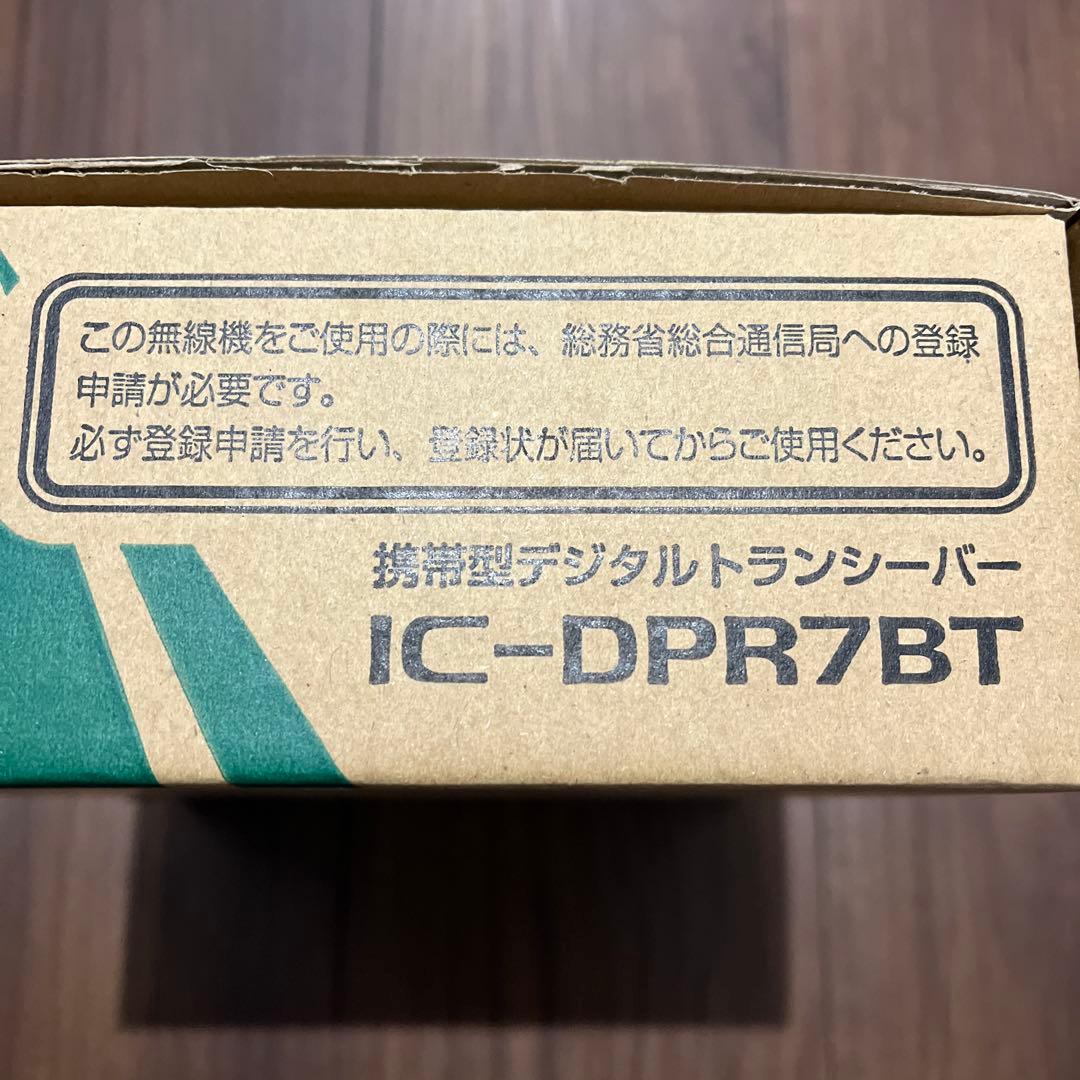 この無線機をご使用の際には、総務省総合通信局への登録
申請が必要です。
必ず登録申請を行い、登録状が届いてからご使用ください。
携帯型デジタルトランシーバー
IC-DPR7BT